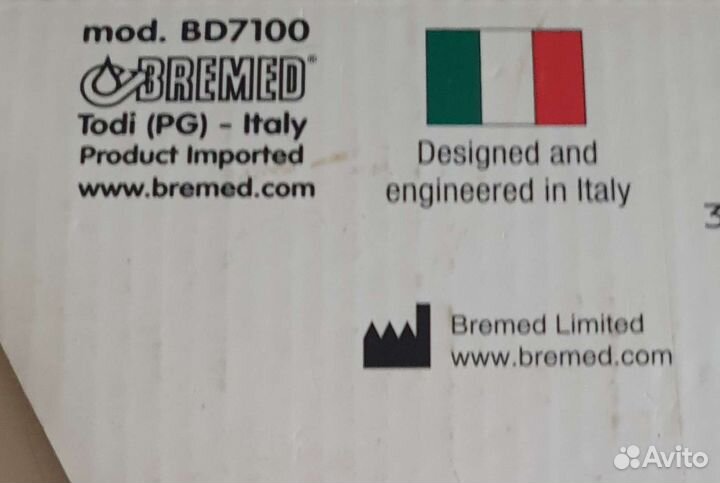 mod. BD7100
BREMED®
Todi (PG) - Italy
Product Imported
www.bremed.com
Designed and
engineered in Italy
3
Bremed Limited
www.bremed.com
Avito